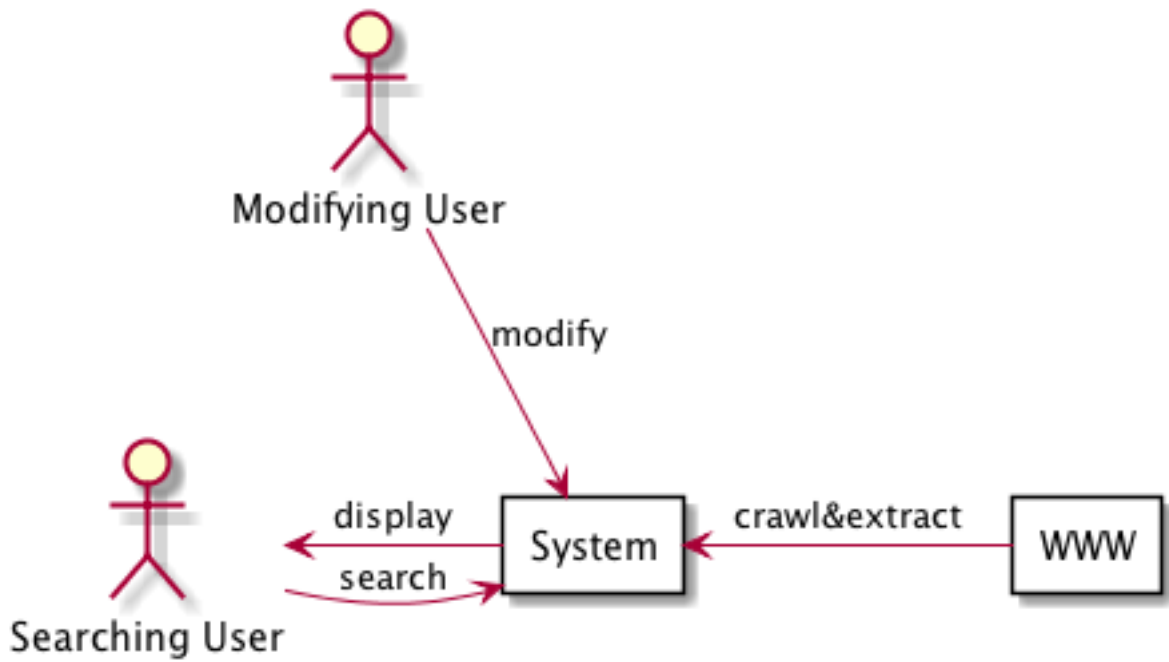 Modifying User
modify
display
System
crawl&extract
WWW
search
Searching User